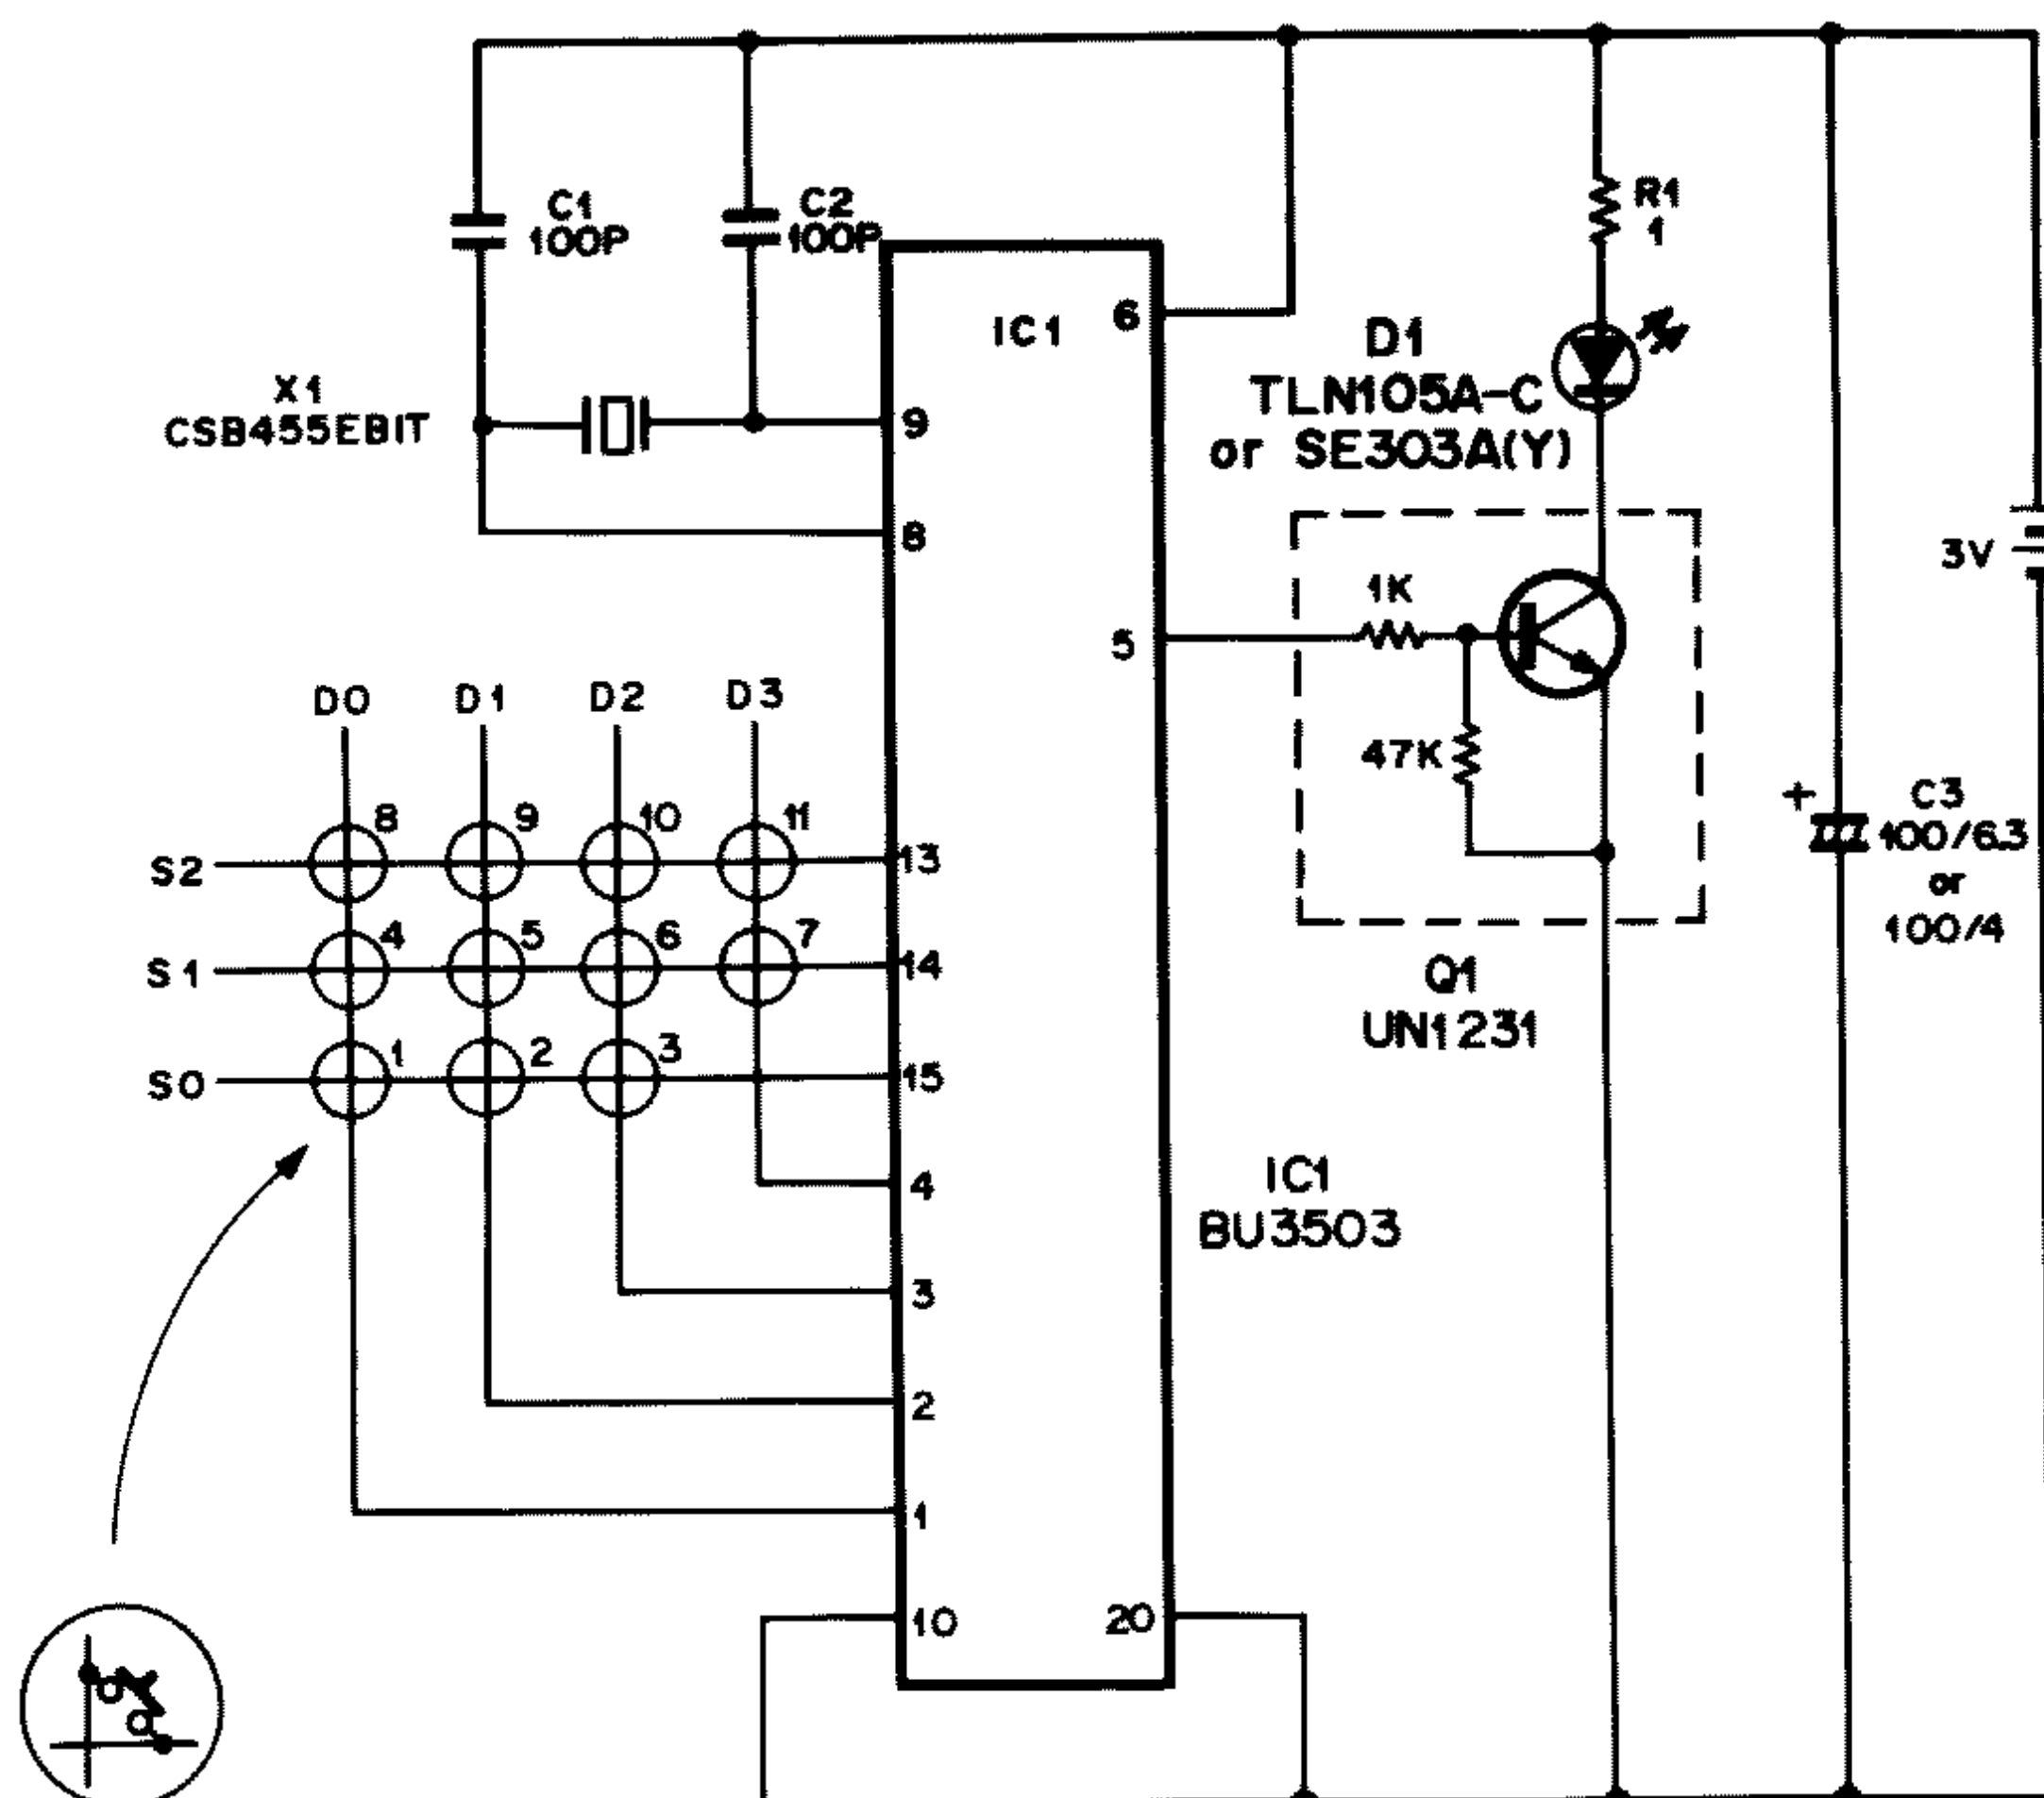 C1
100P
C2
100P
R1
1
X1
CSB455EBIT
IC1
6
9
8
5
D1
TLN105A-C
or SE303A(Y)
3V
1K
47K
Q1
UN1231
+
C3
100/6.3
or
100/4
D0 D1 D2 D3
8 9 10 11
S2
13
4 5 6 7
S1
14
1 2 3
S0
15
4
3
2
1
10
20
IC1
BU3503